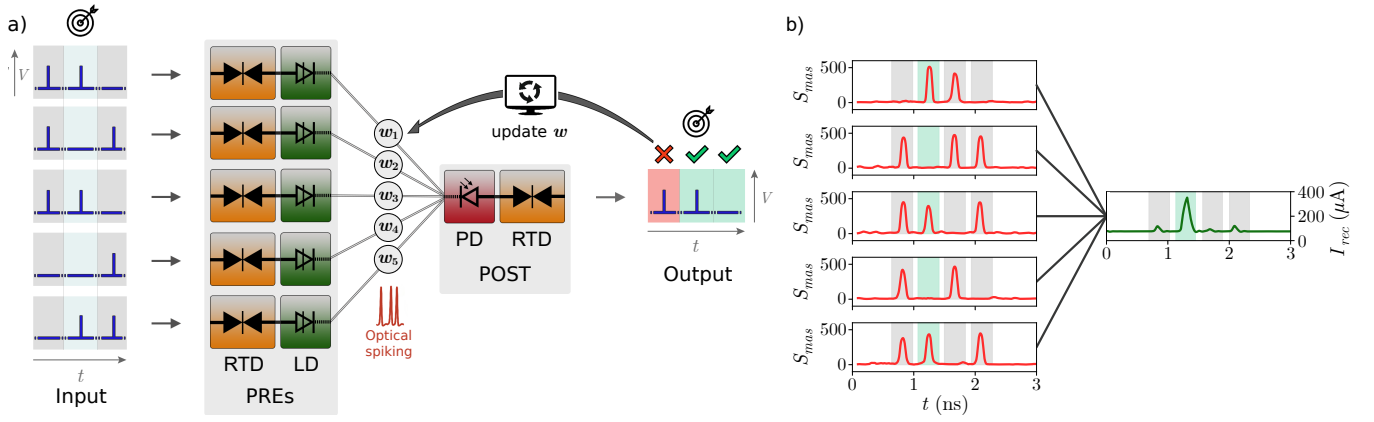 a)
V
t
Input
RTD
LD
PREs
w1
w2
w3
w4
w5
Optical
spiking
update w
PD
RTD
POST
V
t
Output
b)
500
0
Smas
500
0
Smas
500
0
Smas
500
0
Smas
500
0
Smas
0
1
2
3
t (ns)
400
200
0
Irec (μA)
0
1
2
3